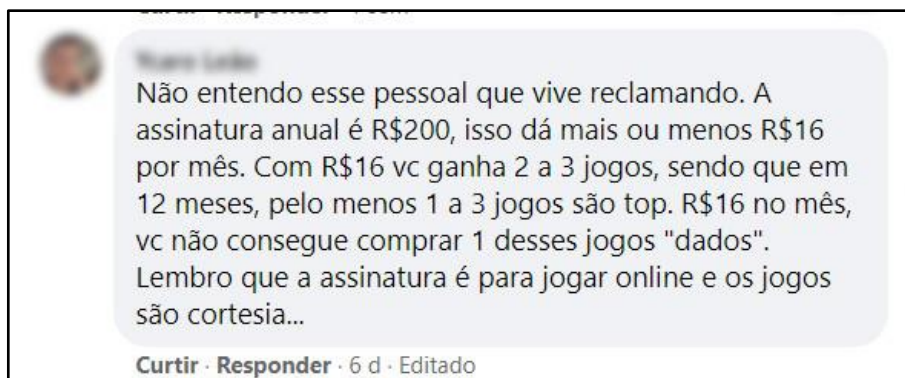 Não entendo esse pessoal que vive reclamando. A
assinatura anual é R$200, isso dá mais ou menos R$16
por mês. Com R$16 vc ganha 2 a 3 jogos, sendo que em
12 meses, pelo menos 1 a 3 jogos são top. R$16 no mês,
vc não consegue comprar 1 desses jogos "dados".
Lembro que a assinatura é para jogar online e os jogos
são cortesia...
Curtir · Responder · 6 d · Editado